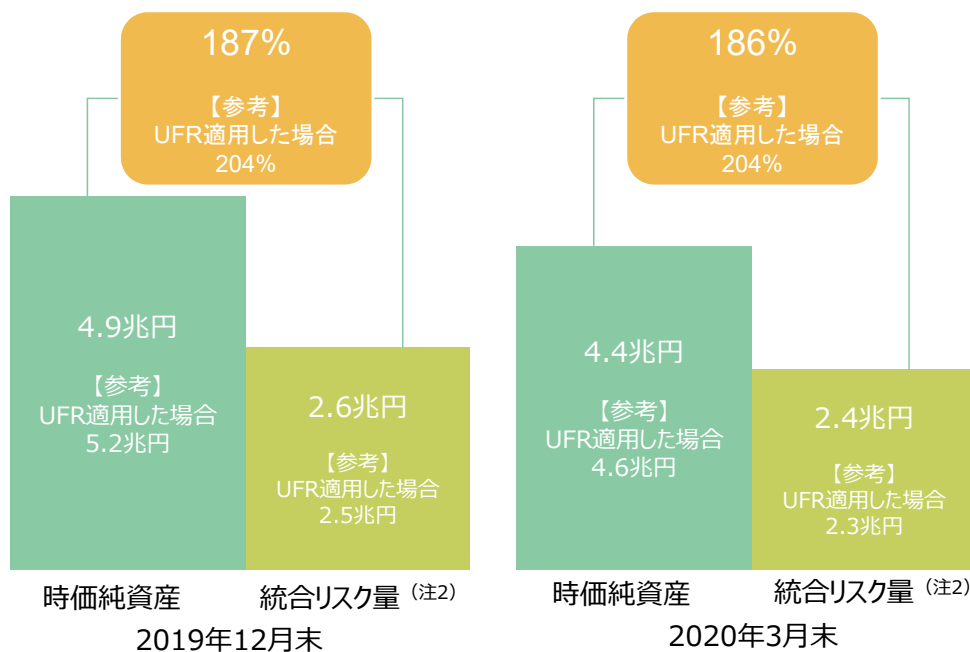 187%
【参考】
UFR適用した場合
204%
4.9兆円
【参考】
UFR適用した場合
5.2兆円
2.6兆円
【参考】
UFR適用した場合
2.5兆円
時価純資産
統合リスク量 (注2)
2019年12月末
186%
【参考】
UFR適用した場合
204%
4.4兆円
【参考】
UFR適用した場合
4.6兆円
2.4兆円
【参考】
UFR適用した場合
2.3兆円
時価純資産
統合リスク量 (注2)
2020年3月末